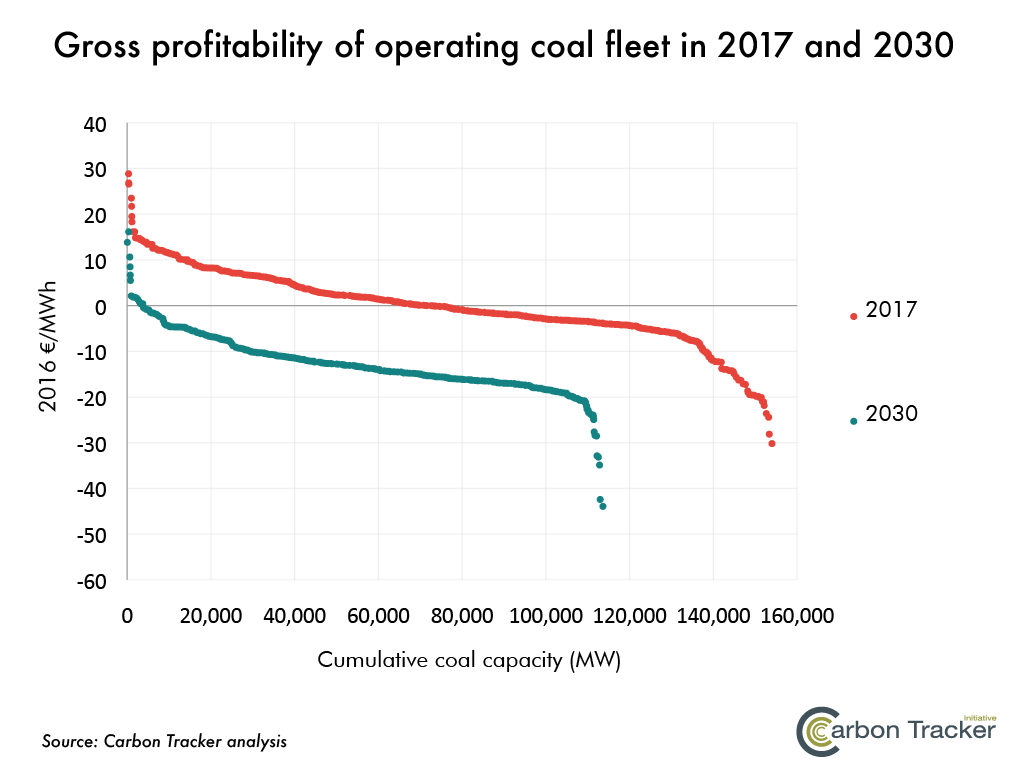 Gross profitability of operating coal fleet in 2017 and 2030
40
30
20
10
0
-10
-20
-30
-40
-50
-60
2016 €/MWh
0 20,000 40,000 60,000 80,000 100,000 120,000 140,000 160,000
Cumulative coal capacity (MW)
2017
2030
Source: Carbon Tracker analysis
Carbon Tracker
Initiative